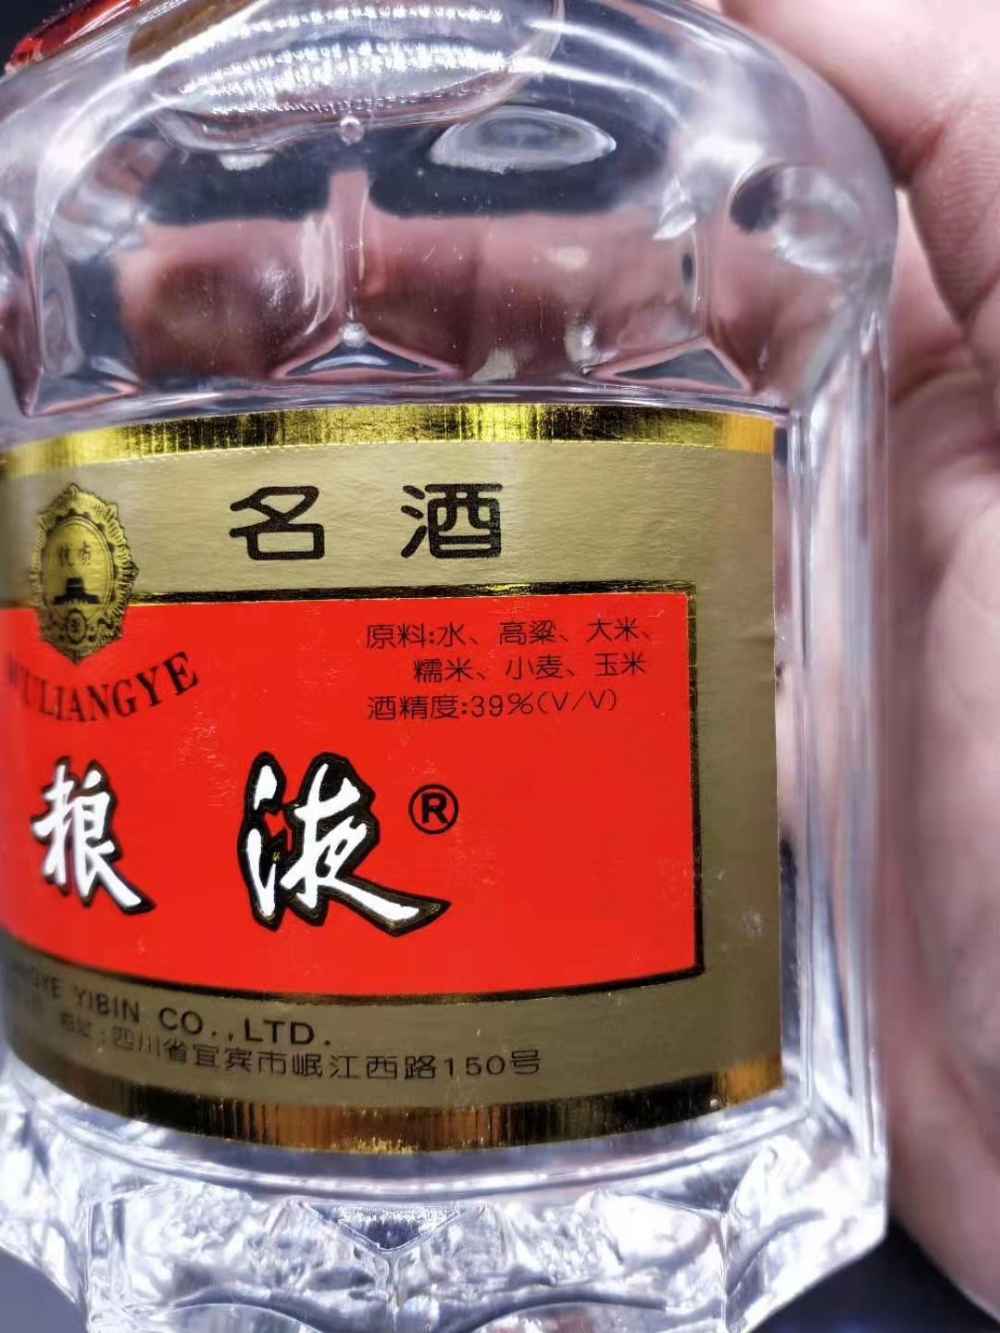 名 酒
原料:水、高粱、大米、
糯米、小麦、玉米
酒精度:39%(V/V)
WULIANGYE
粮 液®
YIBIN CO.,LTD.
四川省宜宾市岷江西路150号